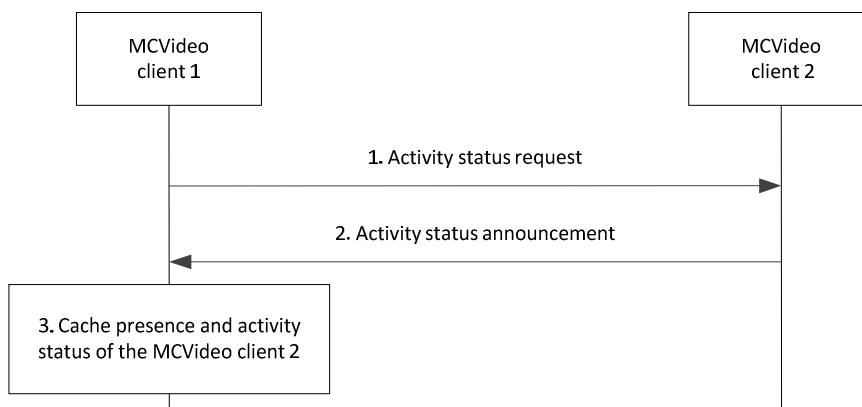 MCVideo
client 1
MCVideo
client 2
1. Activity status request
2. Activity status announcement
3. Cache presence and activity
status of the MCVideo client 2